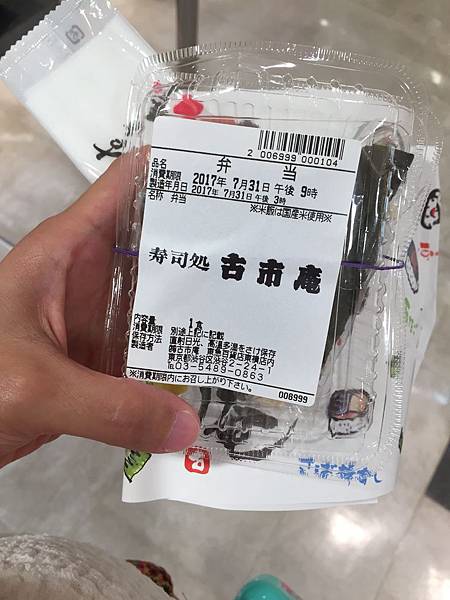 2 006999 000104
品名 弁当
消費期限 2017年 7月31日 午後 9時
製造年月日 2017年 7月31日 午後 3時
名称 弁当
※米飯は国産米使用※
寿司処 古市庵
内容量 1食
消費期限 別途上記に記載
保存方法 直射日光、高温多湿をさけ保存
製造者 ㈱古市庵 東急百貨店東横店内
東京都渋谷区渋谷2-24-1
℡03-5489-0863
※消費期限内にお召し上がり下さい。
006999